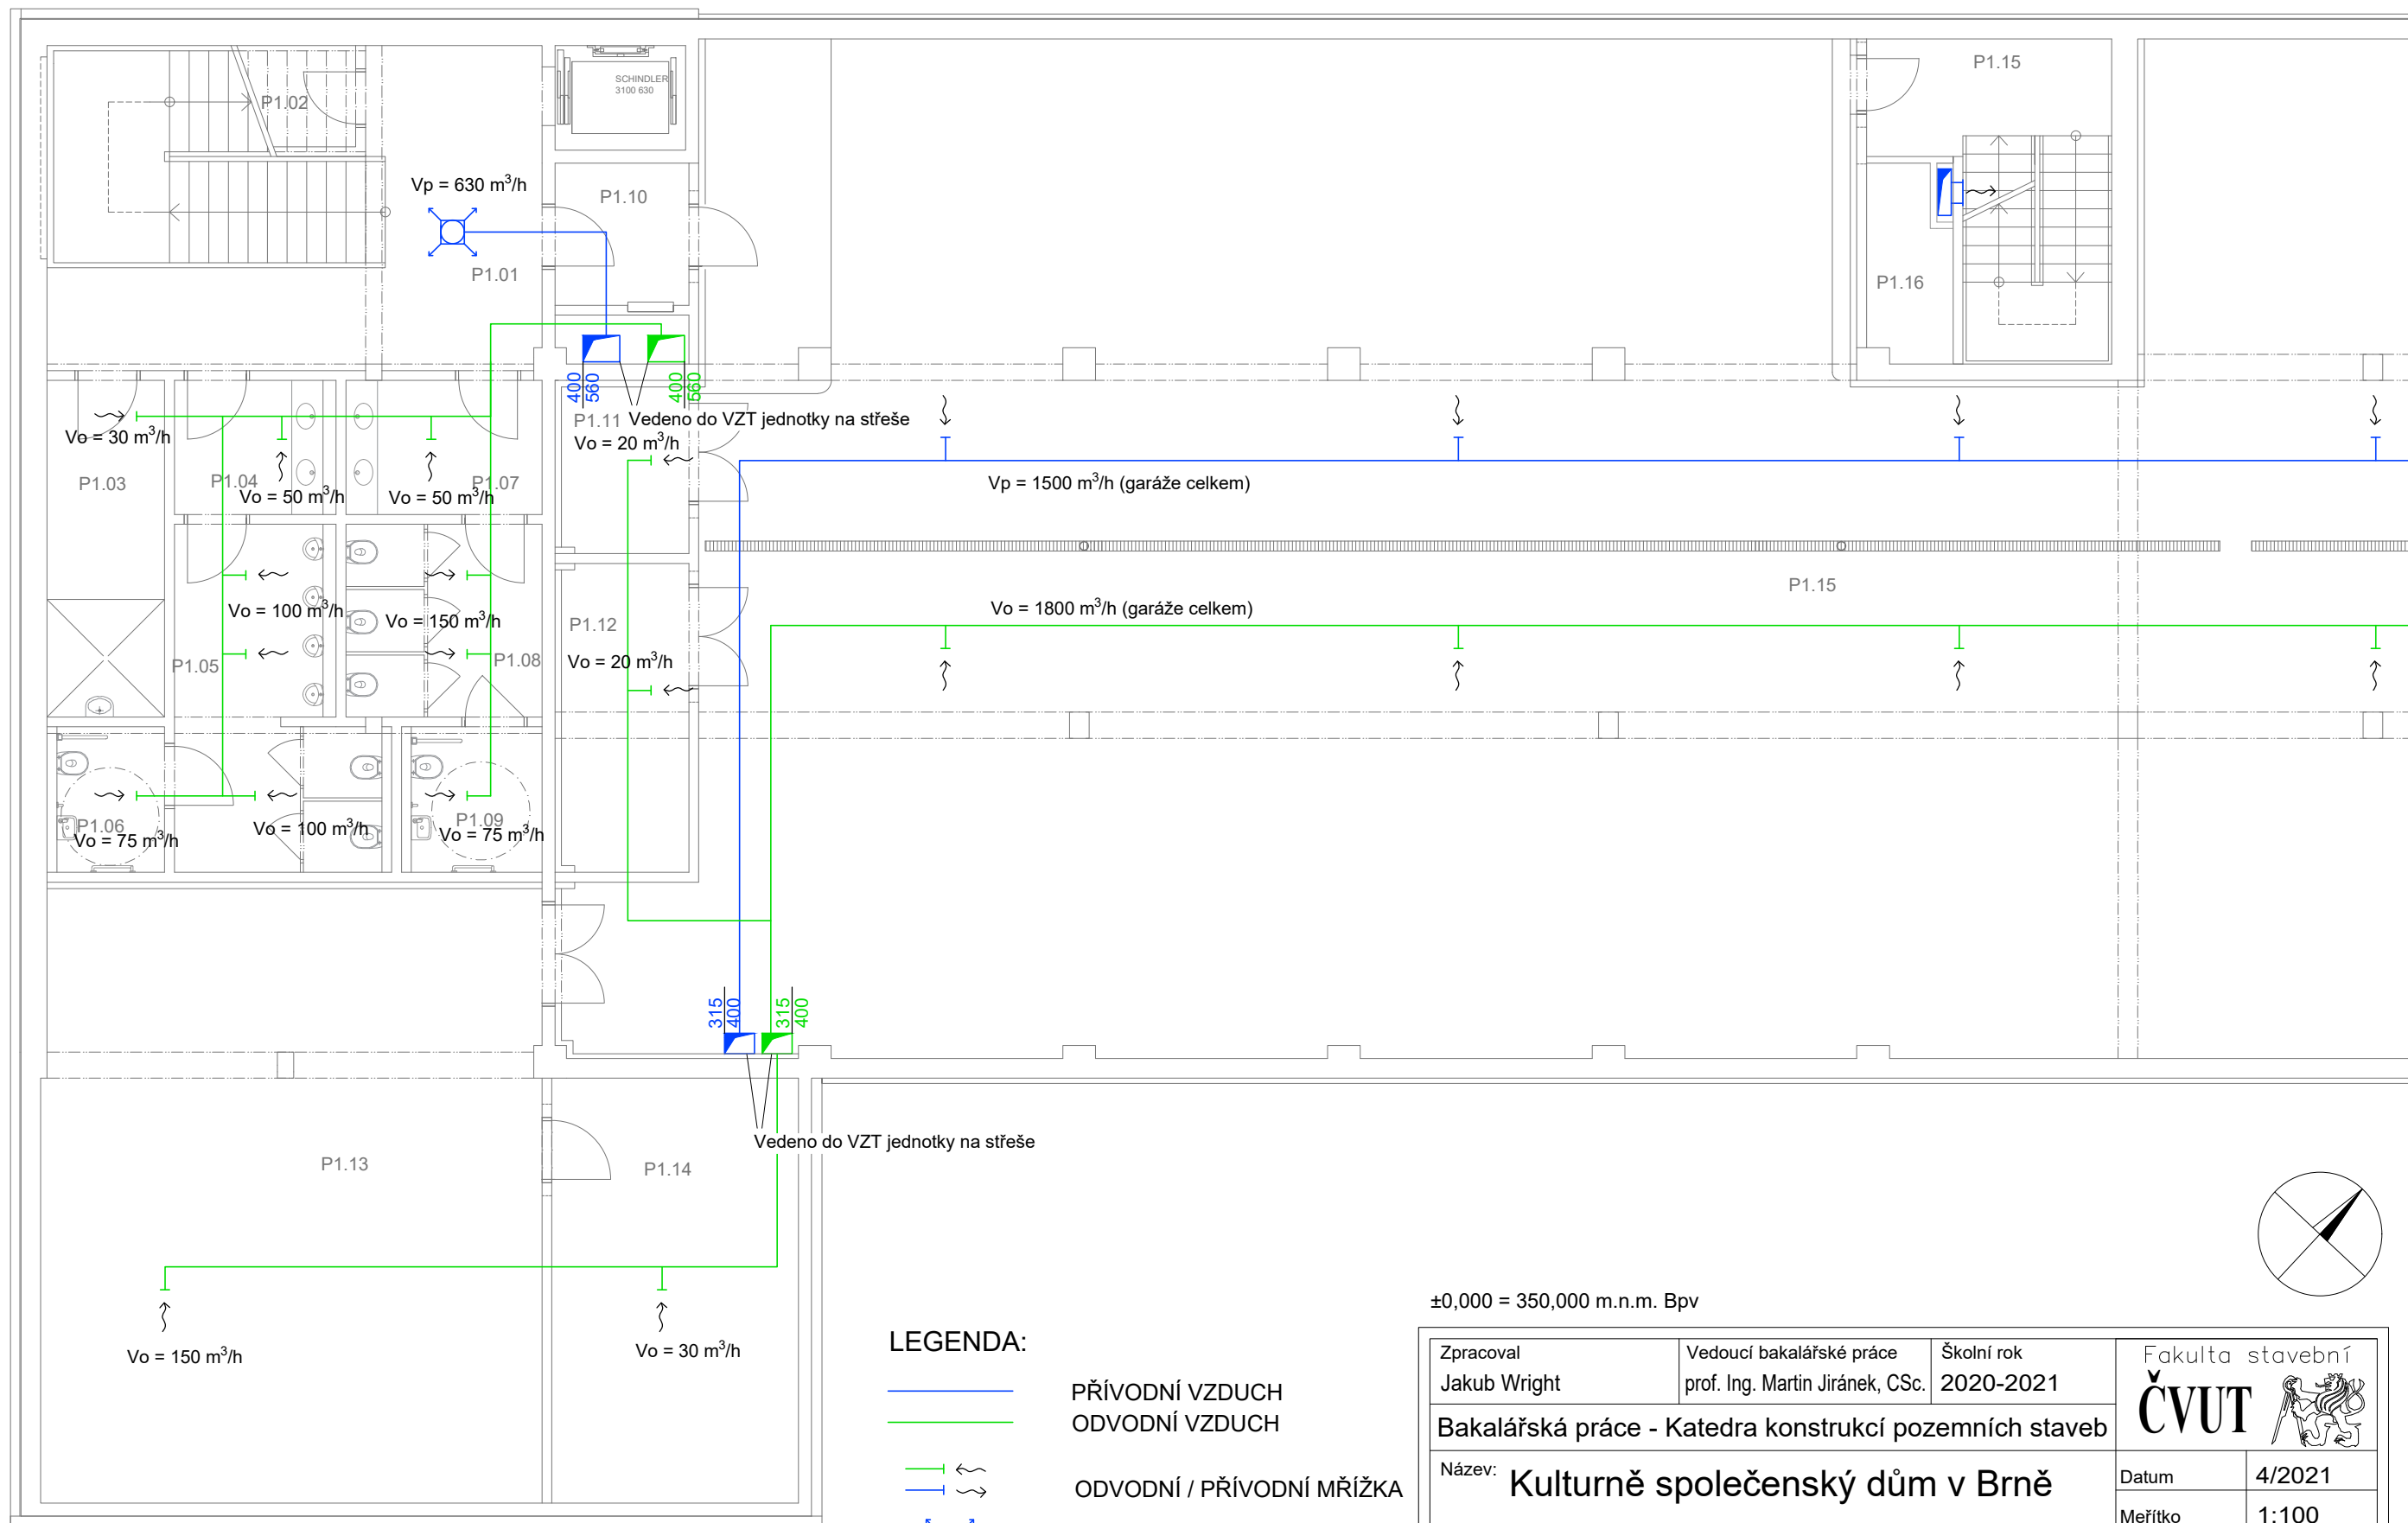 SCHINDLER
3100 630
P1.15
P1.02
Vp = 630 m³/h
P1.10
P1.01
P1.16
400
560
400
560
P1.11
Vedeno do VZT jednotky na střeše
Vo = 20 m³/h
Vo = 30 m³/h
P1.03
P1.04
Vo = 50 m³/h
Vo = 50 m³/h
P1.07
Vp = 1500 m³/h (garáže celkem)
P1.15
Vo = 1800 m³/h (garáže celkem)
Vo = 100 m³/h
Vo = 150 m³/h
P1.12
P1.05
P1.08
Vo = 20 m³/h
P1.06
Vo = 75 m³/h
Vo = 100 m³/h
P1.09
Vo = 75 m³/h
315
400
315
400
Vedeno do VZT jednotky na střeše
P1.13
P1.14
Vo = 150 m³/h
Vo = 30 m³/h
±0,000 = 350,000 m.n.m. Bpv
LEGENDA:
PŘÍVODNÍ VZDUCH
ODVODNÍ VZDUCH
ODVODNÍ / PŘÍVODNÍ MŘÍŽKA
Zpracoval
Jakub Wright
Vedoucí bakalářské práce
prof. Ing. Martin Jiránek, CSc.
Školní rok
2020-2021
Fakulta stavební
ČVUT
Bakalářská práce - Katedra konstrukcí pozemních staveb
Název: Kulturně společenský dům v Brně
Datum 4/2021
Meřítko 1:100